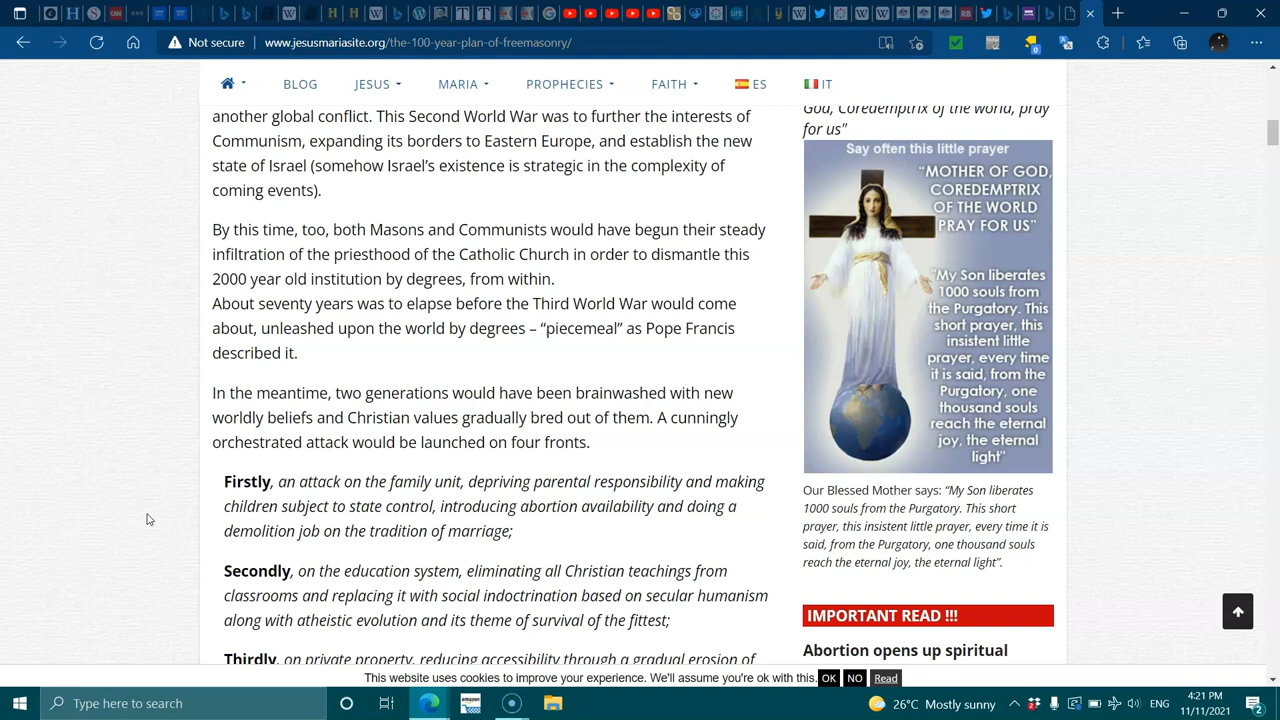 Not secure
www.jesusmariasite.org/the-100-year-plan-of-freemasonry/
BLOG
JESUS
MARIA
PROPHECIES
FAITH
ES
IT
another global conflict. This Second World War was to further the interests of
Communism, expanding its borders to Eastern Europe, and establish the new
state of Israel (somehow Israel’s existence is strategic in the complexity of
coming events).
By this time, too, both Masons and Communists would have begun their steady
infiltration of the priesthood of the Catholic Church in order to dismantle this
2000 year old institution by degrees, from within.
About seventy years was to elapse before the Third World War would come
about, unleashed upon the world by degrees – “piecemeal” as Pope Francis
described it.
In the meantime, two generations would have been brainwashed with new
worldly beliefs and Christian values gradually bred out of them. A cunningly
orchestrated attack would be launched on four fronts.
Firstly, an attack on the family unit, depriving parental responsibility and making
children subject to state control, introducing abortion availability and doing a
demolition job on the tradition of marriage;
Secondly, on the education system, eliminating all Christian teachings from
classrooms and replacing it with social indoctrination based on secular humanism
along with atheistic evolution and its theme of survival of the fittest;
Thirdly, on private property, reducing accessibility through a gradual erosion of
God, Coredemptrix of the world, pray
for us"
Say often this little prayer
“MOTHER OF GOD,
COREDEMPTRIX
OF THE WORLD
PRAY FOR US”
"My Son liberates
1000 souls from
the Purgatory. This
short prayer, this
insistent little
prayer, every time
it is said, from the
Purgatory, one
thousand souls
reach the eternal
joy, the eternal
light”
Our Blessed Mother says: “My Son liberates
1000 souls from the Purgatory. This short
prayer, this insistent little prayer, every time it is
said, from the Purgatory, one thousand souls
reach the eternal joy, the eternal light”.
IMPORTANT READ !!!
Abortion opens up spiritual
This website uses cookies to improve your experience. We'll assume you're ok with this.
OK
NO
Read
Type here to search
26°C Mostly sunny
4:21 PM
11/11/2021